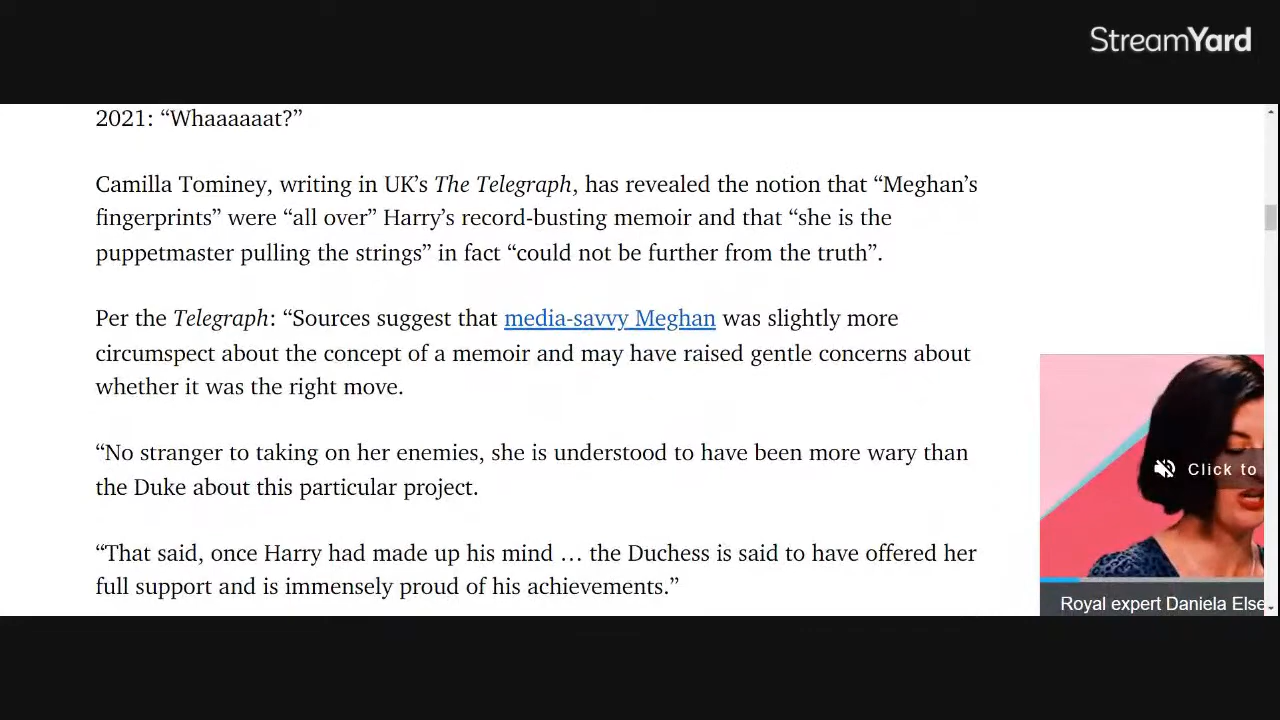 StreamYard
2021: “Whaaaaaat?”
Camilla Tominey, writing in UK’s The Telegraph, has revealed the notion that “Meghan’s
fingerprints” were “all over” Harry’s record-busting memoir and that “she is the
puppetmaster pulling the strings” in fact “could not be further from the truth”.
Per the Telegraph: “Sources suggest that media-savvy Meghan was slightly more
circumspect about the concept of a memoir and may have raised gentle concerns about
whether it was the right move.
“No stranger to taking on her enemies, she is understood to have been more wary than
the Duke about this particular project.
Click to
“That said, once Harry had made up his mind … the Duchess is said to have offered her
full support and is immensely proud of his achievements.”
Royal expert Daniela Else